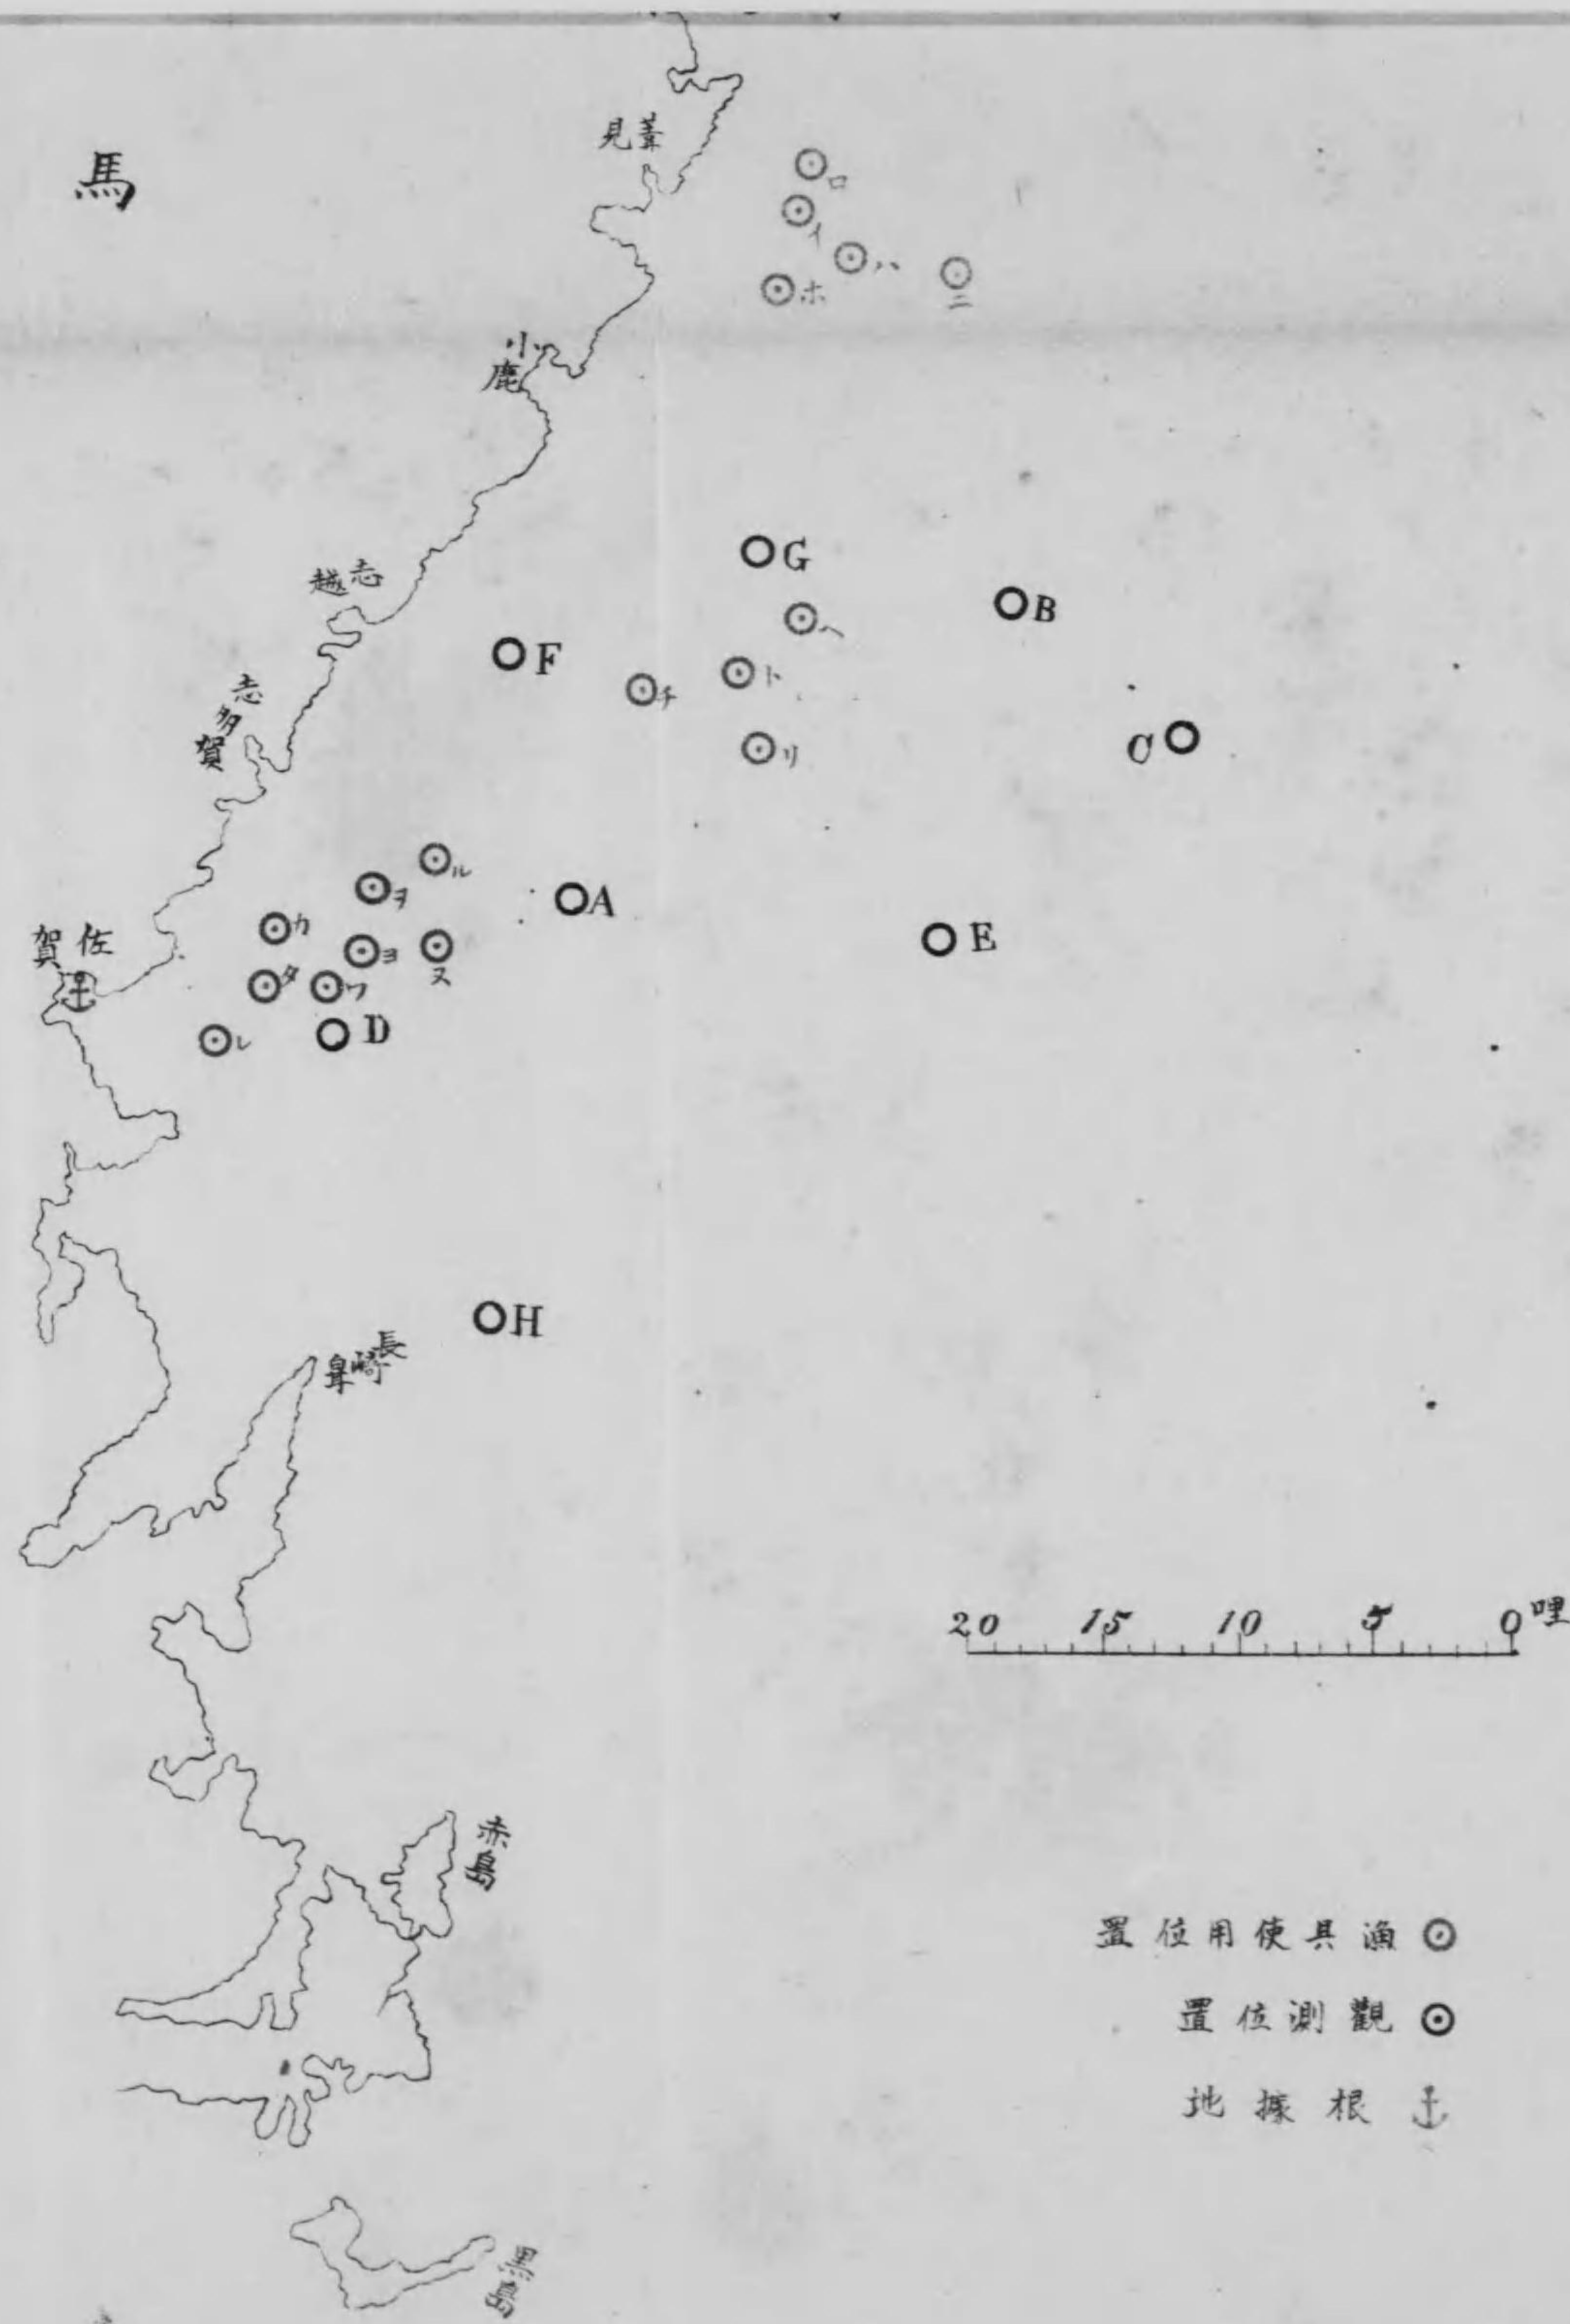 馬
見葦
ロ
イ
ハ
ニ
ホ
小鹿
G
越志
B
ヘ
F
ト
チ
志多賀
リ
C
ル
ヲ
A
カ
賀佐
ヨ
ヌ
E
タ
ワ
レ
D
H
長崎鼻
20 15 10 5 0 哩
赤島
置位用使具漁
置位測觀
地據根
黒島